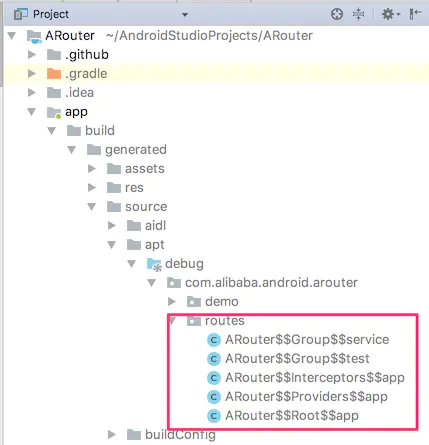 Project
ARouter ~/AndroidStudioProjects/ARouter
.github
.gradle
.idea
app
build
generated
assets
res
source
aidl
apt
debug
com.alibaba.android.arouter
demo
routes
ARouter$$Group$$service
ARouter$$Group$$test
ARouter$$Interceptors$$app
ARouter$$Providers$$app
ARouter$$Root$$app
buildConfig